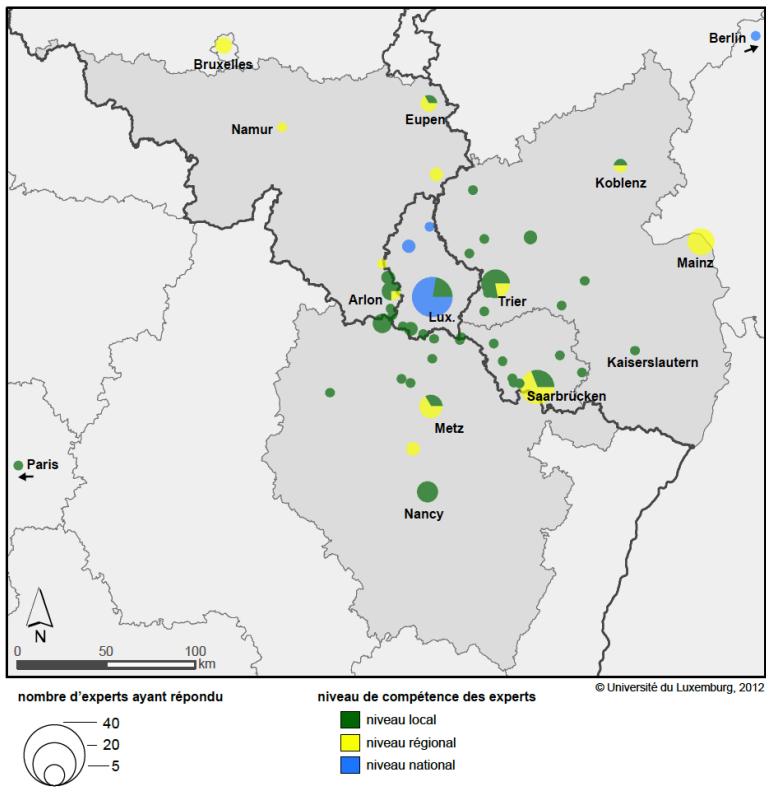 Berlin
Bruxelles
Eupen
Namur
Koblenz
Mainz
Arlon
Lux.
Trier
Kaiserslautern
Saarbrücken
Metz
Paris
Nancy
N
0 50 100
km
© Université du Luxemburg, 2012
nombre d'experts ayant répondu
40
20
5
niveau de compétence des experts
niveau local
niveau régional
niveau national